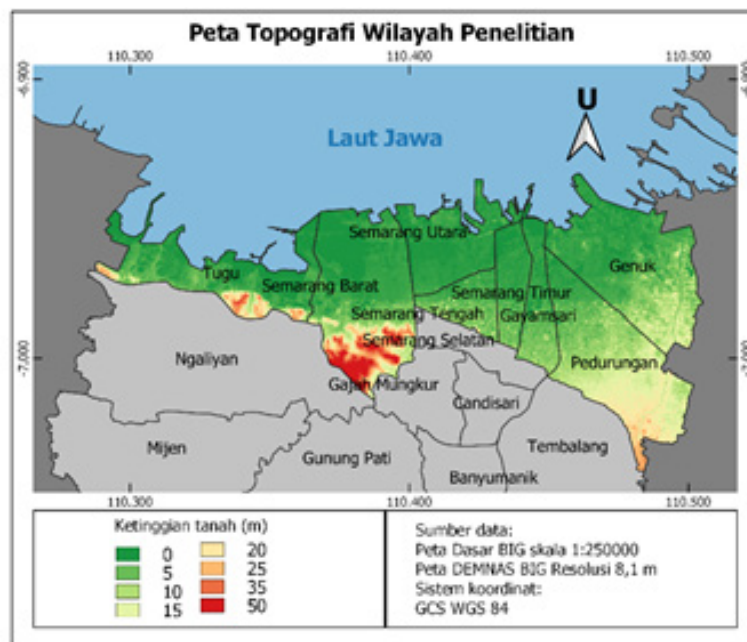 Peta Topografi Wilayah Penelitian
110.300 110.400 110.500
-6.900 -6.900
U
Laut Jawa
Semarang Utara
Tugu
Genuk
Semarang Barat
Semarang Timur
Semarang Tengah
Gayamsari
Semarang Selatan
-7.000 -7.000
Ngaliyan
Pedurungan
Gajah Mungkur
Candisari
Mijen
Gunung Pati
Tembalang
Banyumanik
110.300 110.400 110.500
Ketinggian tanah (m)
0 20
5 25
10 35
15 50
Sumber data:
Peta Dasar BIG skala 1:250000
Peta DEMNAS BIG Resolusi 8,1 m
Sistem koordinat:
GCS WGS 84